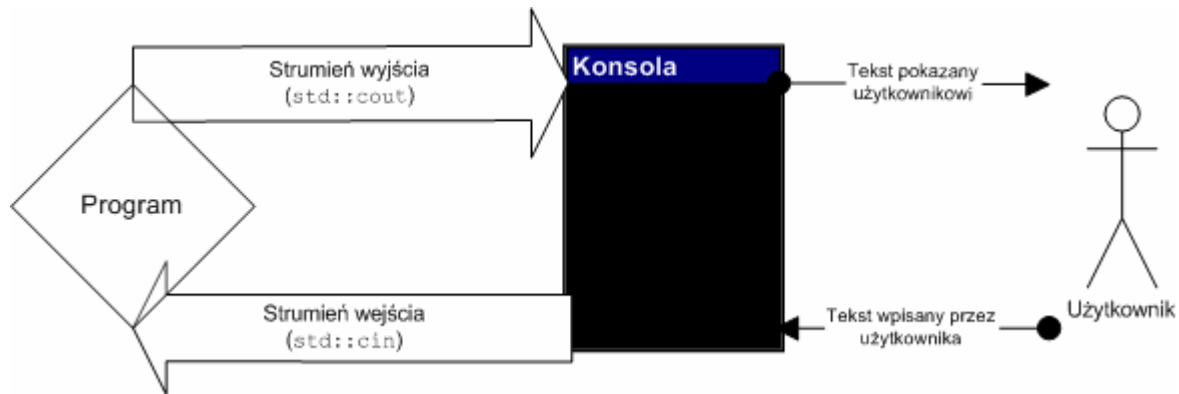 Strumień wyjścia
(std::cout)
Konsola
Tekst pokazany
użytkownikowi
Program
Strumień wejścia
(std::cin)
Tekst wpisany przez
użytkownika
Użytkownik